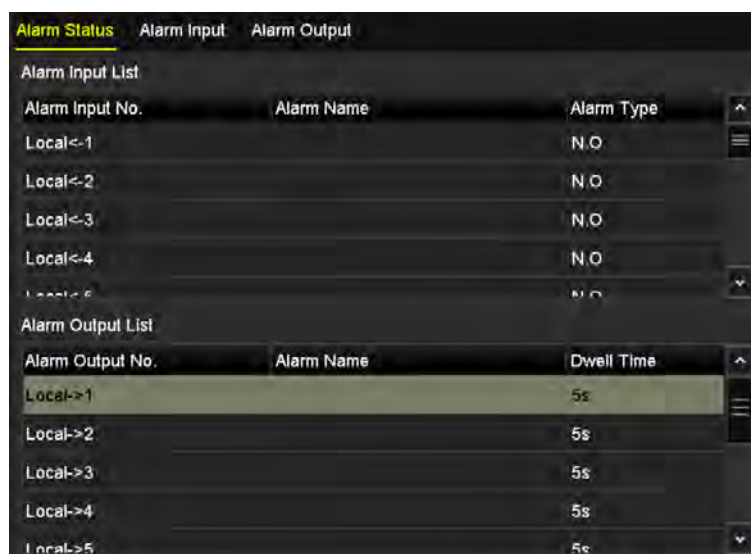 Alarm Status Alarm Input Alarm Output
Alarm Input List
Alarm Input No. Alarm Name Alarm Type
Local<-1 N.O
Local<-2 N.O
Local<-3 N.O
Local<-4 N.O
Alarm Output List
Alarm Output No. Alarm Name Dwell Time
Local->1 5s
Local->2 5s
Local->3 5s
Local->4 5s
Local->5 5s